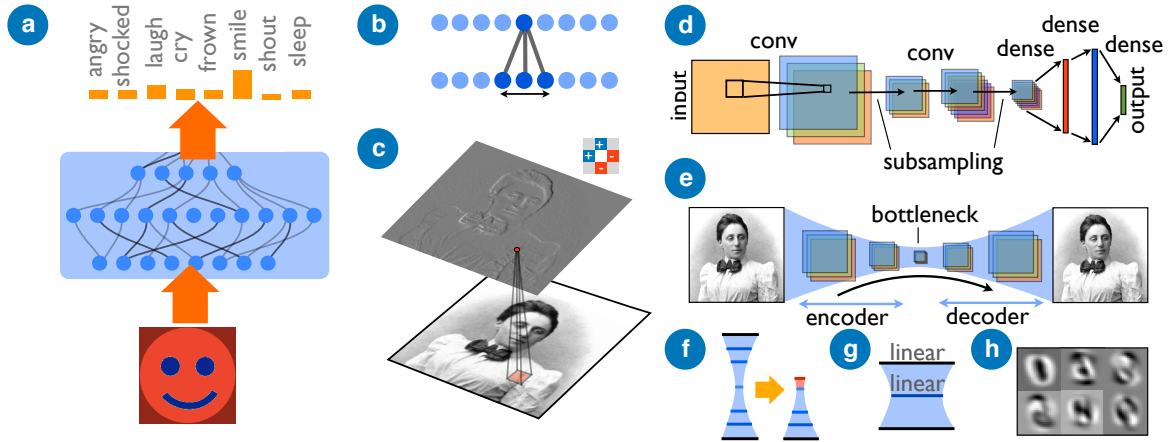 a
angry
shocked
laugh
cry
frown
smile
shout
sleep
b
c
+
+
-
-
d
input
conv
conv
dense
dense
dense
output
subsampling
e
bottleneck
encoder
decoder
f
g
linear
linear
h